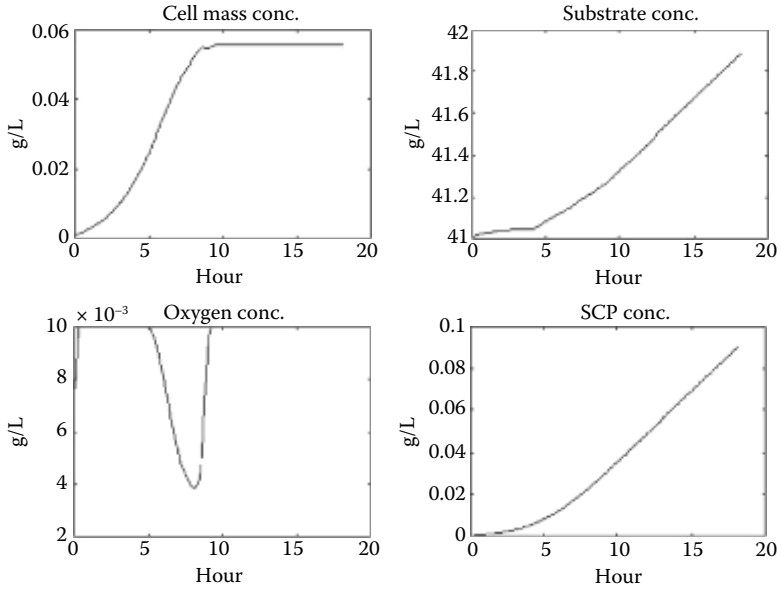 Cell mass conc.
0.06
0.04
0.02
0
g/L
0 5 10 15 20
Hour
Substrate conc.
42
41.8
41.6
41.4
41.2
41
g/L
0 5 10 15 20
Hour
Oxygen conc.
10 × 10⁻³
8
6
4
2
g/L
0 5 10 15 20
Hour
SCP conc.
0.1
0.08
0.06
0.04
0.02
0
g/L
0 5 10 15 20
Hour